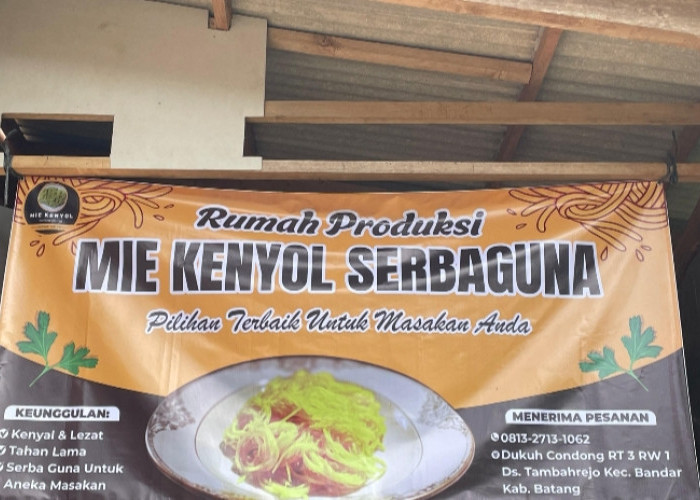 MIE KENYOL
Rumah Produksi
MIE KENYOL SERBAGUNA
Pilihan Terbaik Untuk Masakan Anda
KEUNGGULAN:
Kenyal & Lezat
Tahan Lama
Serba Guna Untuk
Aneka Masakan
MENERIMA PESANAN
0813-2713-1062
Dukuh Condong RT 3 RW 1
Ds. Tambahrejo Kec. Bandar
Kab. Batang